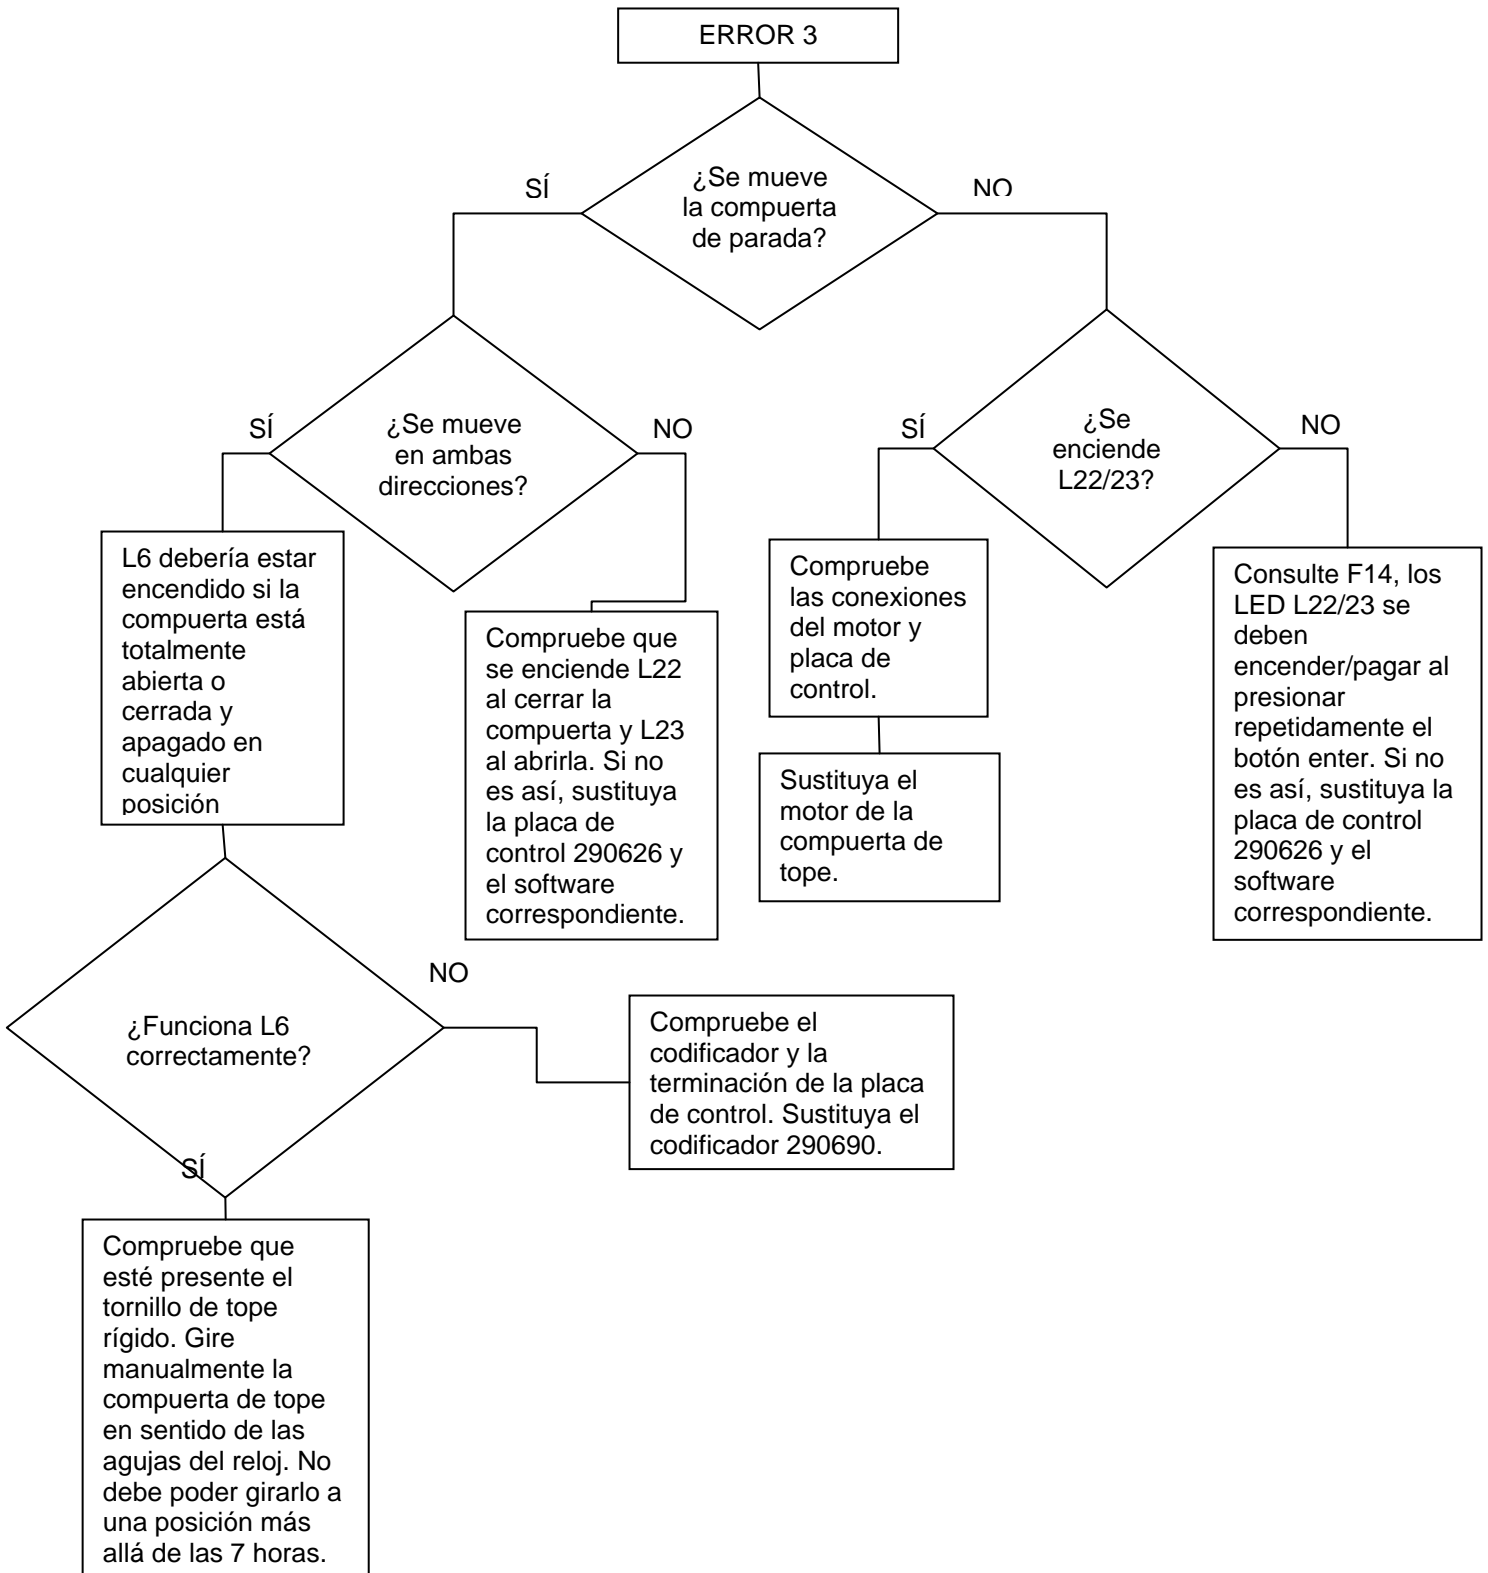 ERROR 3
¿Se mueve
la compuerta
de parada?
SÍ
NO
¿Se mueve
en ambas
direcciones?
SÍ
NO
¿Se
enciende
L22/23?
SÍ
NO
L6 debería estar
encendido si la
compuerta está
totalmente
abierta o
cerrada y
apagado en
cualquier
posición
Compruebe que
se enciende L22
al cerrar la
compuerta y L23
al abrirla. Si no
es así, sustituya
la placa de
control 290626 y
el software
correspondiente.
Compruebe
las conexiones
del motor y
placa de
control.
Sustituya el
motor de la
compuerta de
tope.
Consulte F14, los
LED L22/23 se
deben
encender/pagar al
presionar
repetidamente el
botón enter. Si no
es así, sustituya la
placa de control
290626 y el
software
correspondiente.
¿Funciona L6
correctamente?
NO
SÍ
Compruebe el
codificador y la
terminación de la placa
de control. Sustituya el
codificador 290690.
Compruebe que
esté presente el
tornillo de tope
rígido. Gire
manualmente la
compuerta de tope
en sentido de las
agujas del reloj. No
debe poder girarlo a
una posición más
allá de las 7 horas.